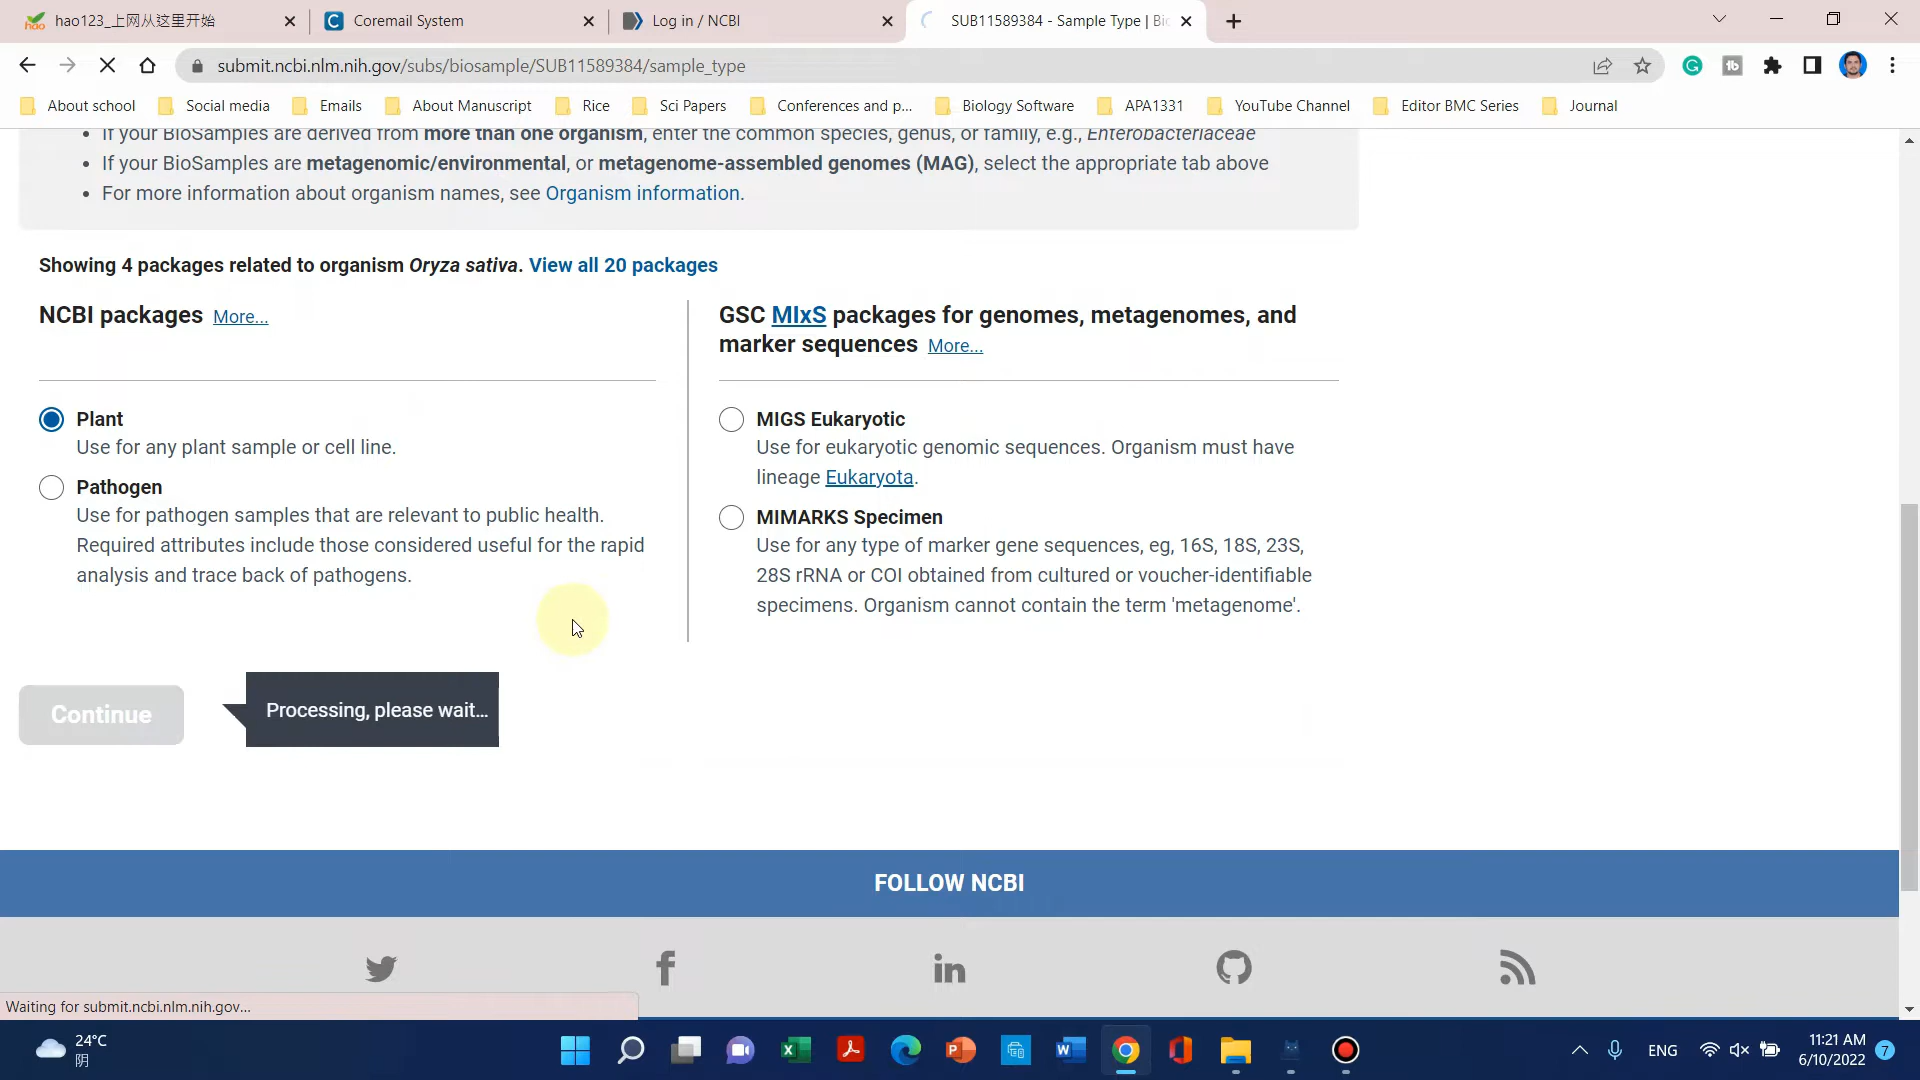 hao123_上网从这里开始
Coremail System
Log in / NCBI
SUB11589384 - Sample Type | Bi
submit.ncbi.nlm.nih.gov/subs/biosample/SUB11589384/sample_type
About school
Social media
Emails
About Manuscript
Rice
Sci Papers
Conferences and p...
Biology Software
APA1331
YouTube Channel
Editor BMC Series
Journal
If your BioSamples are derived from more than one organism, enter the common species, genus, or family, e.g., Enterobacteriaceae
If your BioSamples are metagenomic/environmental, or metagenome-assembled genomes (MAG), select the appropriate tab above
For more information about organism names, see Organism information.
Showing 4 packages related to organism Oryza sativa. View all 20 packages
NCBI packages More...
GSC MIxS packages for genomes, metagenomes, and
marker sequences More...
Plant
Use for any plant sample or cell line.
Pathogen
Use for pathogen samples that are relevant to public health.
Required attributes include those considered useful for the rapid
analysis and trace back of pathogens.
MIGS Eukaryotic
Use for eukaryotic genomic sequences. Organism must have
lineage Eukaryota.
MIMARKS Specimen
Use for any type of marker gene sequences, eg, 16S, 18S, 23S,
28S rRNA or COI obtained from cultured or voucher-identifiable
specimens. Organism cannot contain the term 'metagenome'.
Continue
Processing, please wait...
FOLLOW NCBI
Waiting for submit.ncbi.nlm.nih.gov...
24°C
阴
ENG
11:21 AM
6/10/2022
7